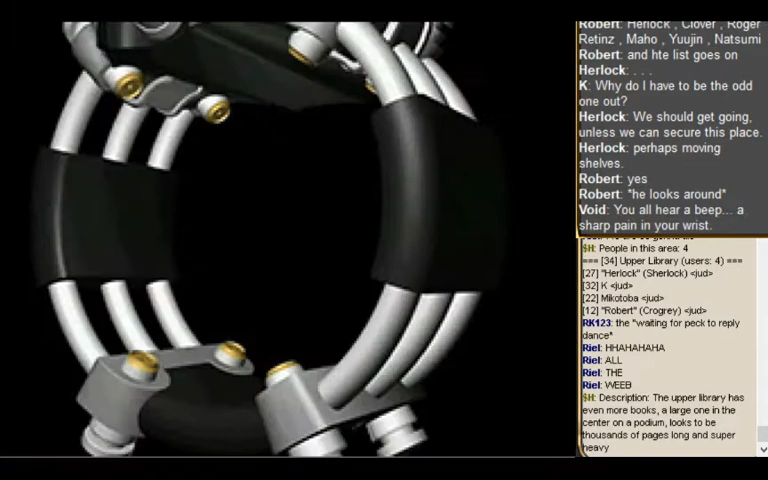 Robert: Herlock , Clover , Roger
Retinz , Maho , Yuujin , Natsumi
Robert: and hte list goes on
Herlock: . . .
K: Why do I have to be the odd
one out?
Herlock: We should get going,
unless we can secure this place.
Herlock: perhaps moving
shelves.
Robert: yes
Robert: *he looks around*
Void: You all hear a beep... a
sharp pain in your wrist.
$H: People in this area: 4
=== [34] Upper Library (users: 4) ===
[27] "Herlock" (Sherlock) <jud>
[32] K <jud>
[22] Mikotoba <jud>
[12] "Robert" (Crogrey) <jud>
RK123: the "waiting for peck to reply
dance"
Riel: HHAHAHAHA
Riel: ALL
Riel: THE
Riel: WEEB
$H: Description: The upper library has
even more books, a large one in the
center on a podium, looks to be
thousands of pages long and super
heavy